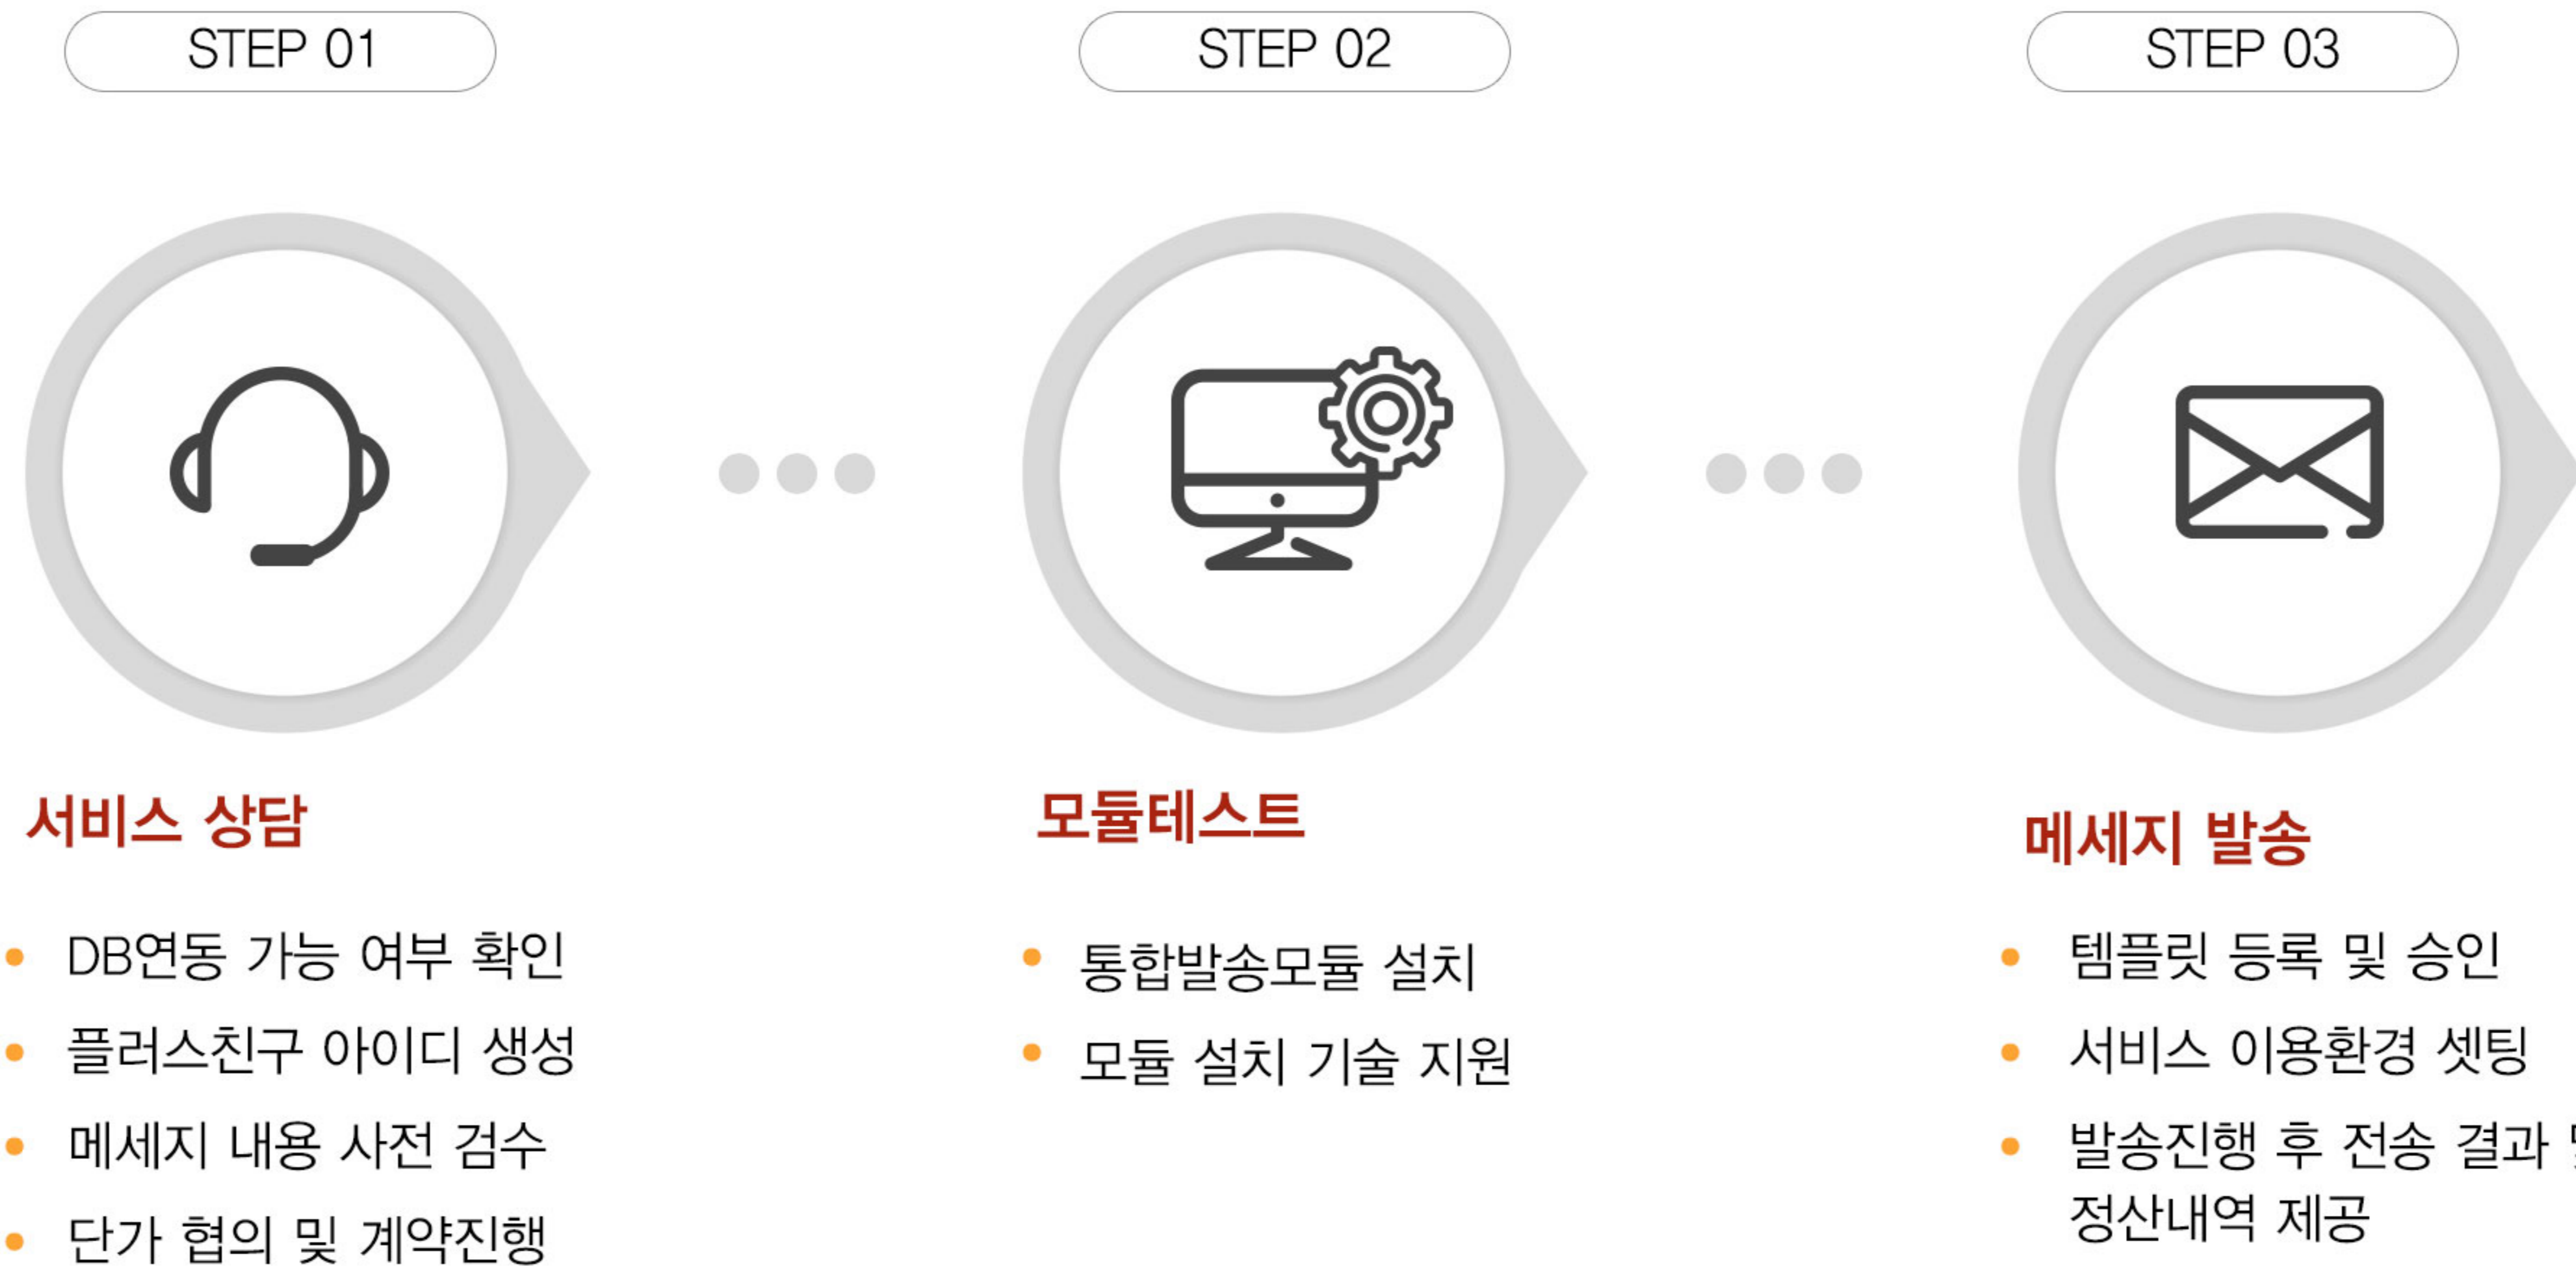 STEP 01
서비스 상담
DB연동 가능 여부 확인
플러스친구 아이디 생성
메세지 내용 사전 검수
단가 협의 및 계약진행
STEP 02
모듈테스트
통합발송모듈 설치
모듈 설치 기술 지원
STEP 03
메세지 발송
템플릿 등록 및 승인
서비스 이용환경 셋팅
발송진행 후 전송 결과
정산내역 제공